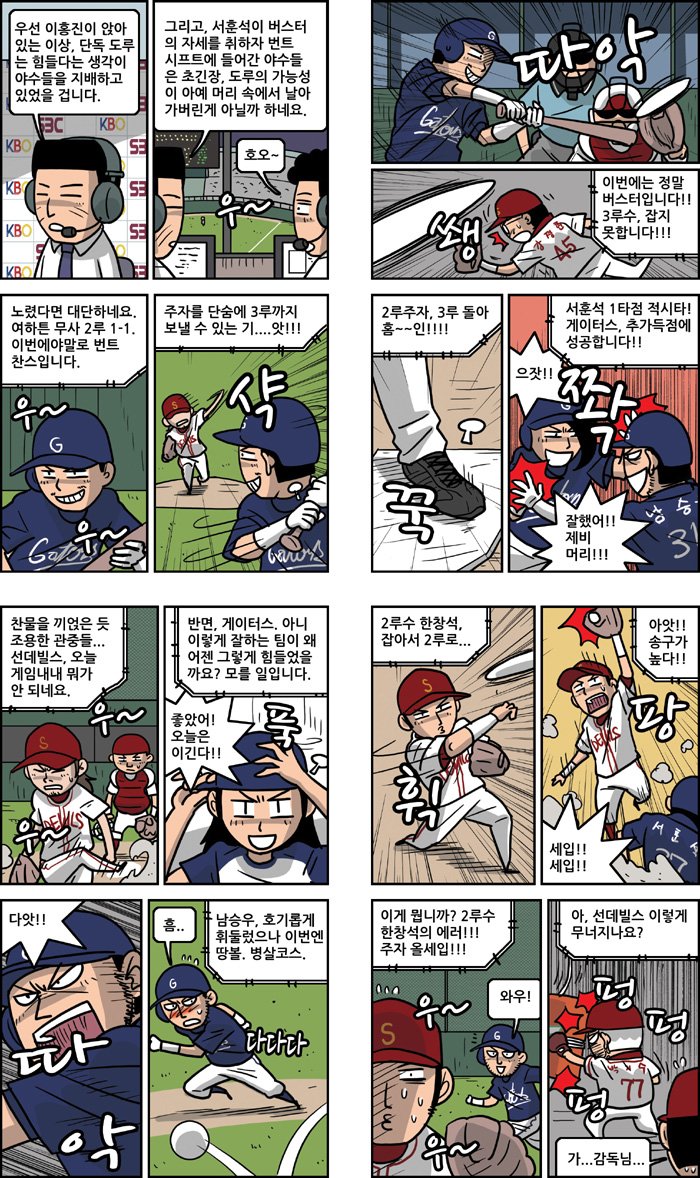 우선 이홍진이 앉아
있는 이상, 단독 도루
는 힘들다는 생각이
야수들을 지배하고
있었을 겁니다.
KBO
S3C
그리고, 서훈석이 버스터
의 자세를 취하자 번트
시프트에 들어간 야수들
은 초긴장, 도루의 가능성
이 아예 머리 속에서 날아
가버린게 아닐까 하네요.
호오~
우~
노렸다면 대단하네요.
여하튼 무사 2루 1-1.
이번에야말로 번트
찬스입니다.
우~
G
Gators
우~
주자를 단숨에 3루까지
보낼 수 있는 기....앗!!!
샥
S
G
따악
Gators
이번에는 정말
버스터입니다!!
3루수, 잡지
못합니다!!!
쌩
45
2루주자, 3루 돌아
홈~~인!!!!
꾹
서훈석 1타점 적시타!
게이터스, 추가득점에
성공합니다!!
으잣!!
쫙
잘했어!!
제비
머리!!!
남승
31
찬물을 끼얹은 듯
조용한 관중들...
선데빌스, 오늘
게임내내 뭐가
안 되네요.
우~
S
DEVILS
우~
반면, 게이터스. 아니
이렇게 잘하는 팀이 왜
어젠 그렇게 힘들었을
까요? 모를 일입니다.
좋았어!
오늘은
이긴다!!
푹
다앗!!
따
악
흠..
남승우, 호기롭게
휘둘렀으나 이번엔
땅볼. 병살코스.
G
다다다
2루수 한창석,
잡아서 2루로...
S
휙
아앗!!
송구가
높다!!
팡
DEVILS
세입!!
세입!!
서훈석
37
이게 뭡니까? 2루수
한창석의 에러!!!
주자 올세입!!!
우~
와우!
S
G
우~
아, 선데빌스 이렇게
무너지나요?
펑
펑
펑
77
가...감독님...